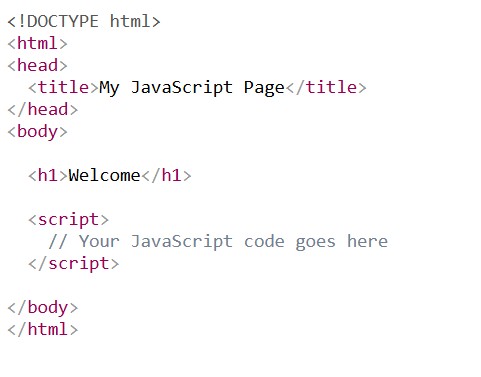 <!DOCTYPE html>
<html>
<head>
  <title>My JavaScript Page</title>
</head>
<body>

  <h1>Welcome</h1>

  <script>
    // Your JavaScript code goes here
  </script>

</body>
</html>